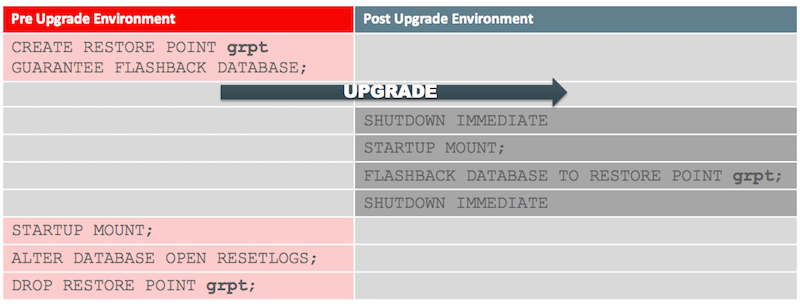 Pre Upgrade Environment
Post Upgrade Environment
CREATE RESTORE POINT grpt
GUARANTEE FLASHBACK DATABASE;
UPGRADE
SHUTDOWN IMMEDIATE
STARTUP MOUNT;
FLASHBACK DATABASE TO RESTORE POINT grpt;
SHUTDOWN IMMEDIATE
STARTUP MOUNT;
ALTER DATABASE OPEN RESETLOGS;
DROP RESTORE POINT grpt;